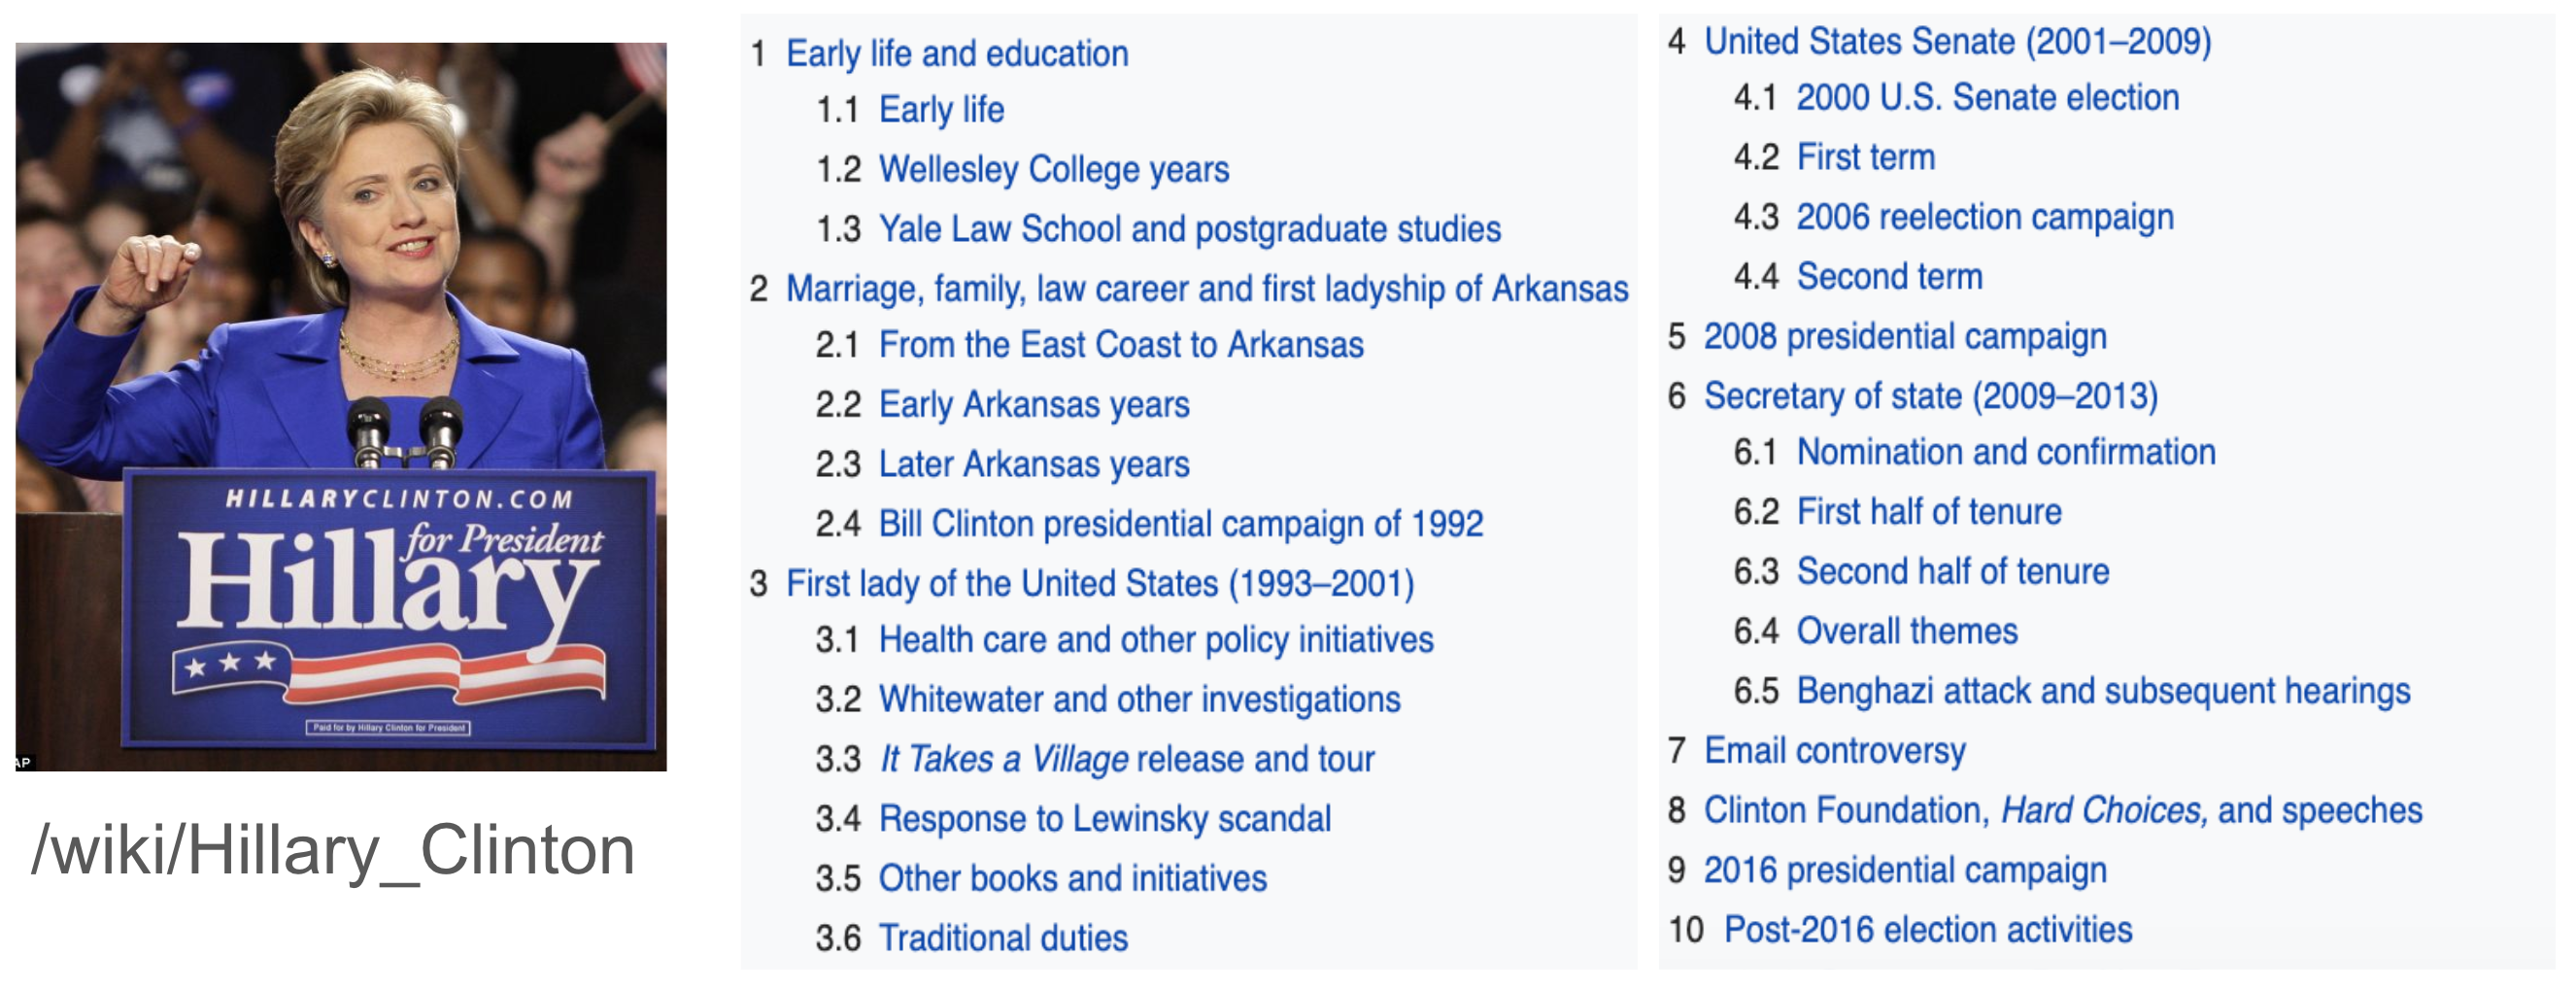 HILLARYCLINTON.COM
for President
Hillary
Paid for by Hillary Clinton for President
AP
/wiki/Hillary_Clinton
1 Early life and education
1.1 Early life
1.2 Wellesley College years
1.3 Yale Law School and postgraduate studies
2 Marriage, family, law career and first ladyship of Arkansas
2.1 From the East Coast to Arkansas
2.2 Early Arkansas years
2.3 Later Arkansas years
2.4 Bill Clinton presidential campaign of 1992
3 First lady of the United States (1993–2001)
3.1 Health care and other policy initiatives
3.2 Whitewater and other investigations
3.3 It Takes a Village release and tour
3.4 Response to Lewinsky scandal
3.5 Other books and initiatives
3.6 Traditional duties
4 United States Senate (2001–2009)
4.1 2000 U.S. Senate election
4.2 First term
4.3 2006 reelection campaign
4.4 Second term
5 2008 presidential campaign
6 Secretary of state (2009–2013)
6.1 Nomination and confirmation
6.2 First half of tenure
6.3 Second half of tenure
6.4 Overall themes
6.5 Benghazi attack and subsequent hearings
7 Email controversy
8 Clinton Foundation, Hard Choices, and speeches
9 2016 presidential campaign
10 Post-2016 election activities